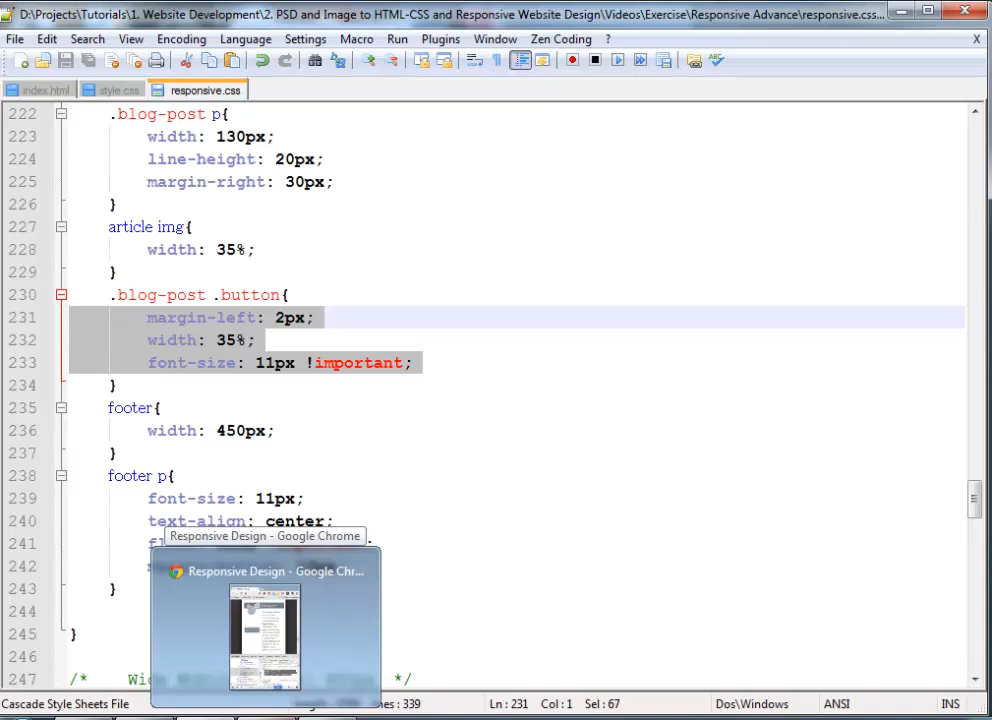 D:\Projects\Tutorials\1. Website Development\2. PSD and Image to HTML-CSS and Responsive Website Design\Videos\Exercise\Responsive Advance\responsive.css...
File Edit Search View Encoding Language Settings Macro Run Plugins Window Zen Coding ? X
index.html style.css responsive.css
222 .blog-post p{
223 width: 130px;
224 line-height: 20px;
225 margin-right: 30px;
226 }
227 article img{
228 width: 35%;
229 }
230 .blog-post .button{
231 margin-left: 2px;
232 width: 35%;
233 font-size: 11px !important;
234 }
235 footer{
236 width: 450px;
237 }
238 footer p{
239 font-size: 11px;
240 text-align: center;
Responsive Design - Google Chrome
241
242
Responsive Design - Google Chr...
243 }
244
245 }
246
247 /* */
Cascade Style Sheets File : 339 Ln : 231 Col : 1 Sel : 67 Dos\Windows ANSI INS